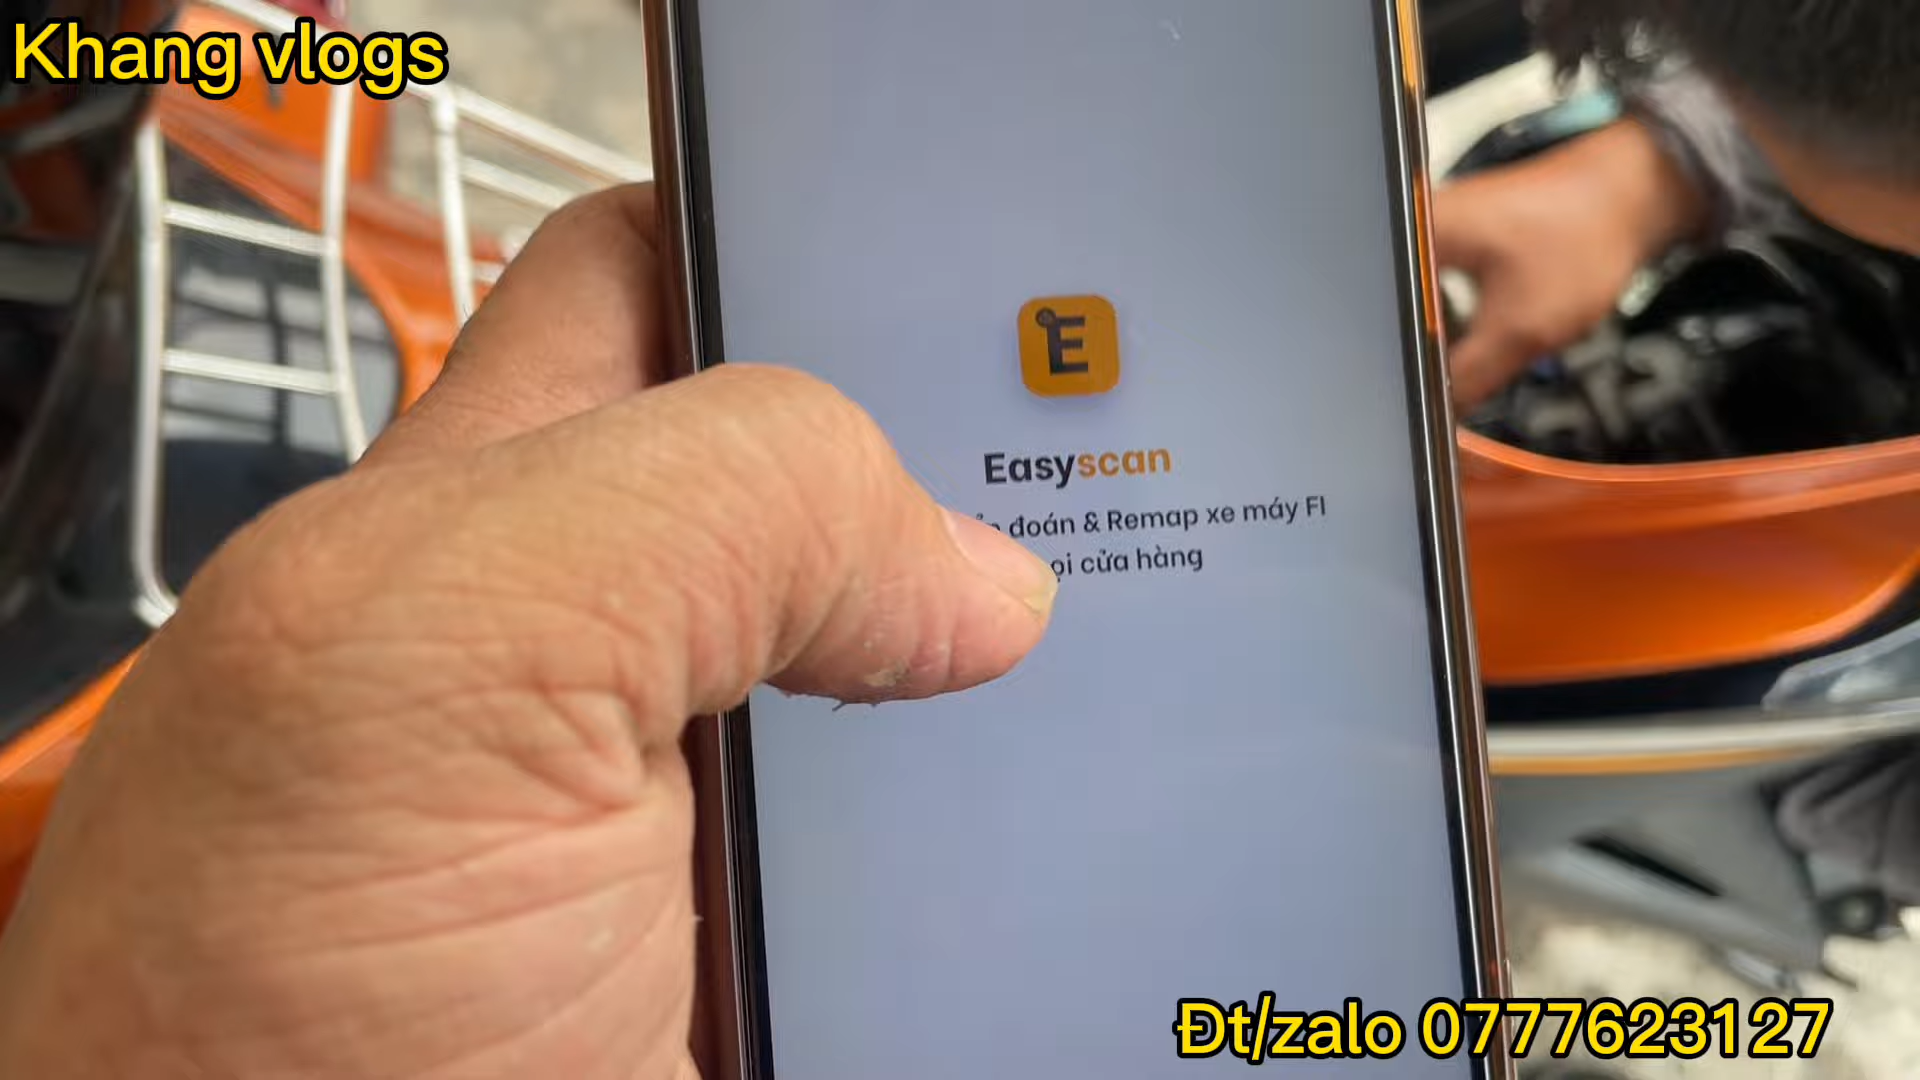 Khang vlogs
E
Easyscan
đoán & Remap xe máy FI
cửa hàng
Đt/zalo 0777623127